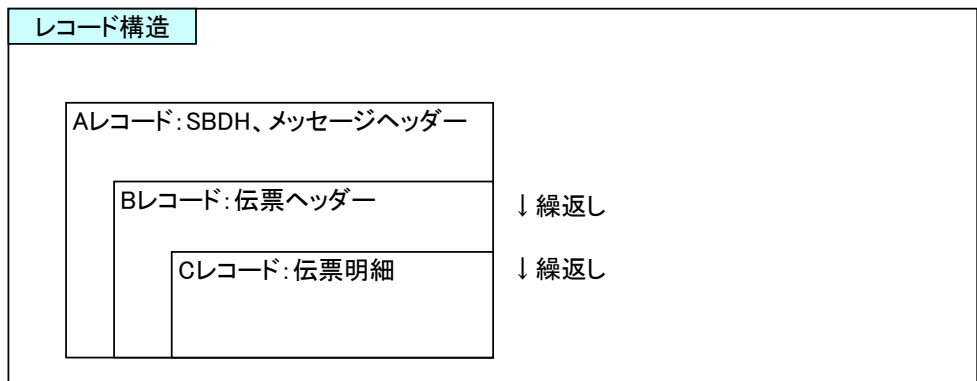 レコード構造
Aレコード：SBDH、メッセージヘッダー
Bレコード：伝票ヘッダー
↓繰返し
Cレコード：伝票明細
↓繰返し